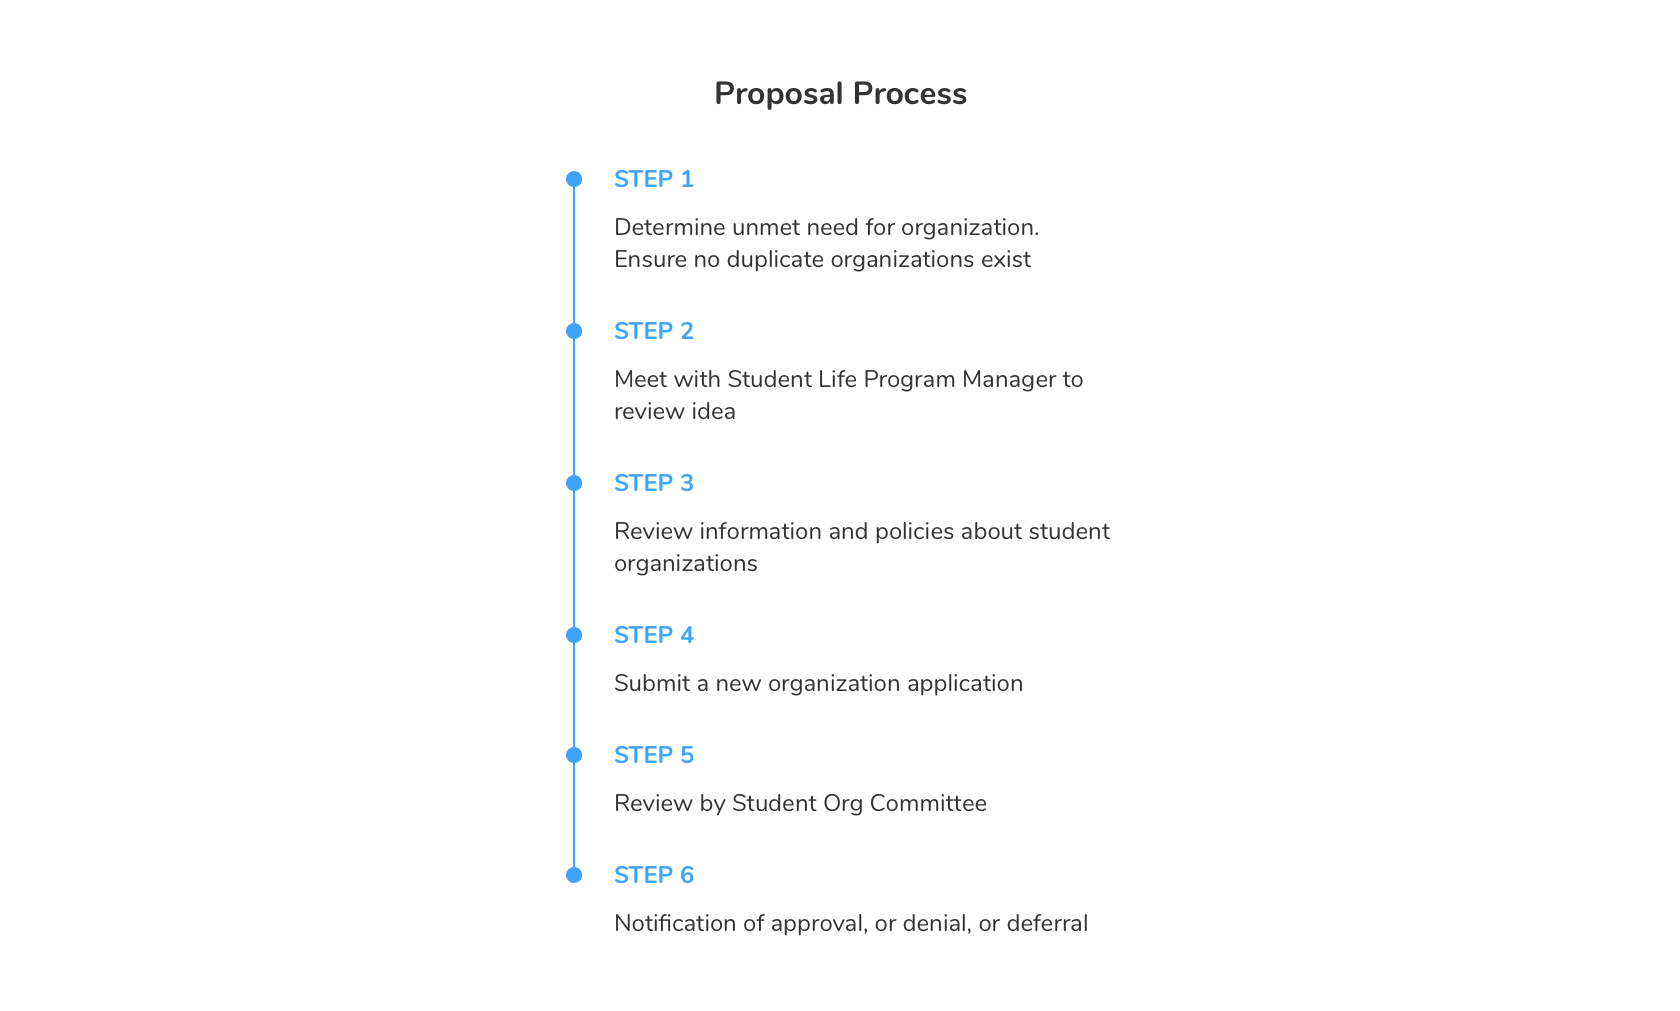 Proposal Process
STEP 1
Determine unmet need for organization.
Ensure no duplicate organizations exist
STEP 2
Meet with Student Life Program Manager to
review idea
STEP 3
Review information and policies about student
organizations
STEP 4
Submit a new organization application
STEP 5
Review by Student Org Committee
STEP 6
Notification of approval, or denial, or deferral